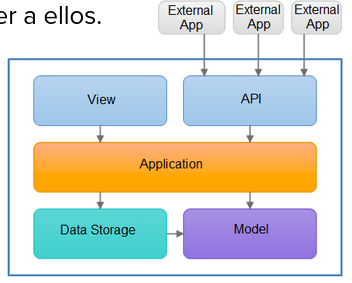 er a ellos.
External
App
External
App
External
App
View
API
Application
Data Storage
Model